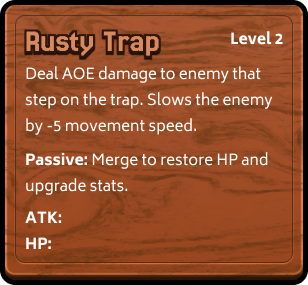 Rusty Trap
Level 2
Deal AOE damage to enemy that
step on the trap. Slows the enemy
by -5 movement speed.
Passive: Merge to restore HP and
upgrade stats.
ATK:
HP: